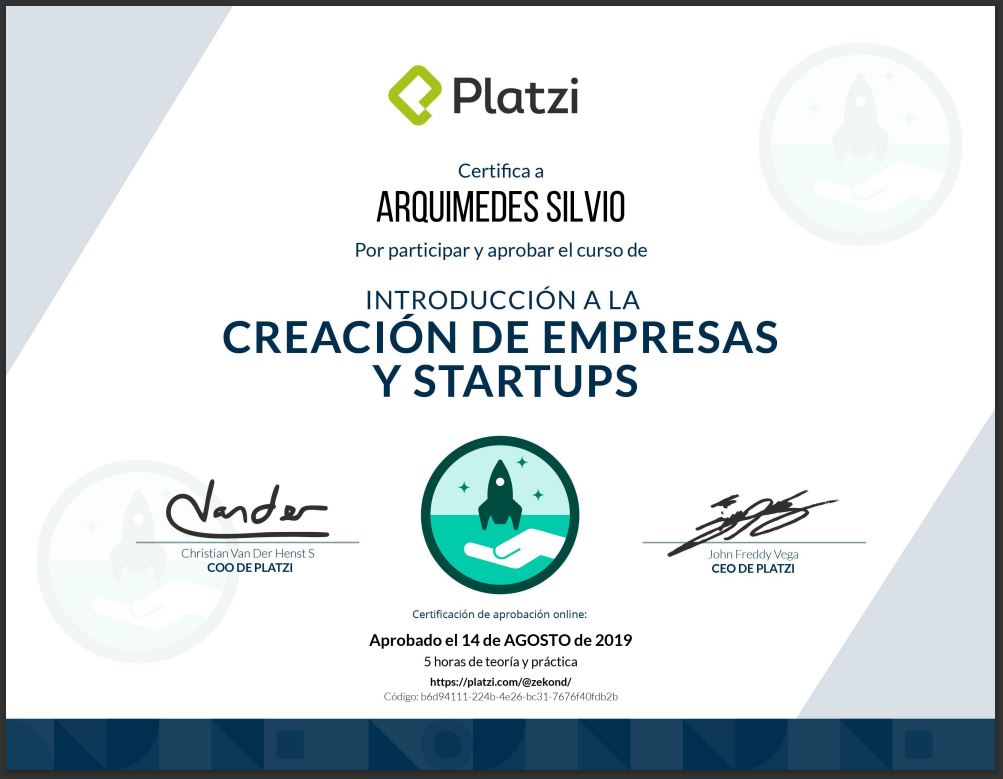 Platzi
Certifica a
ARQUIMEDES SILVIO
Por participar y aprobar el curso de
INTRODUCCIÓN A LA
CREACIÓN DE EMPRESAS
Y STARTUPS
Vander
Christian Van Der Henst S
COO DE PLATZI
John Freddy Vega
CEO DE PLATZI
Certificación de aprobación online:
Aprobado el 14 de AGOSTO de 2019
5 horas de teoría y práctica
https://platzi.com/@zekond/
Código: b6d94111-224b-4e26-bc31-7676f40fdb2b